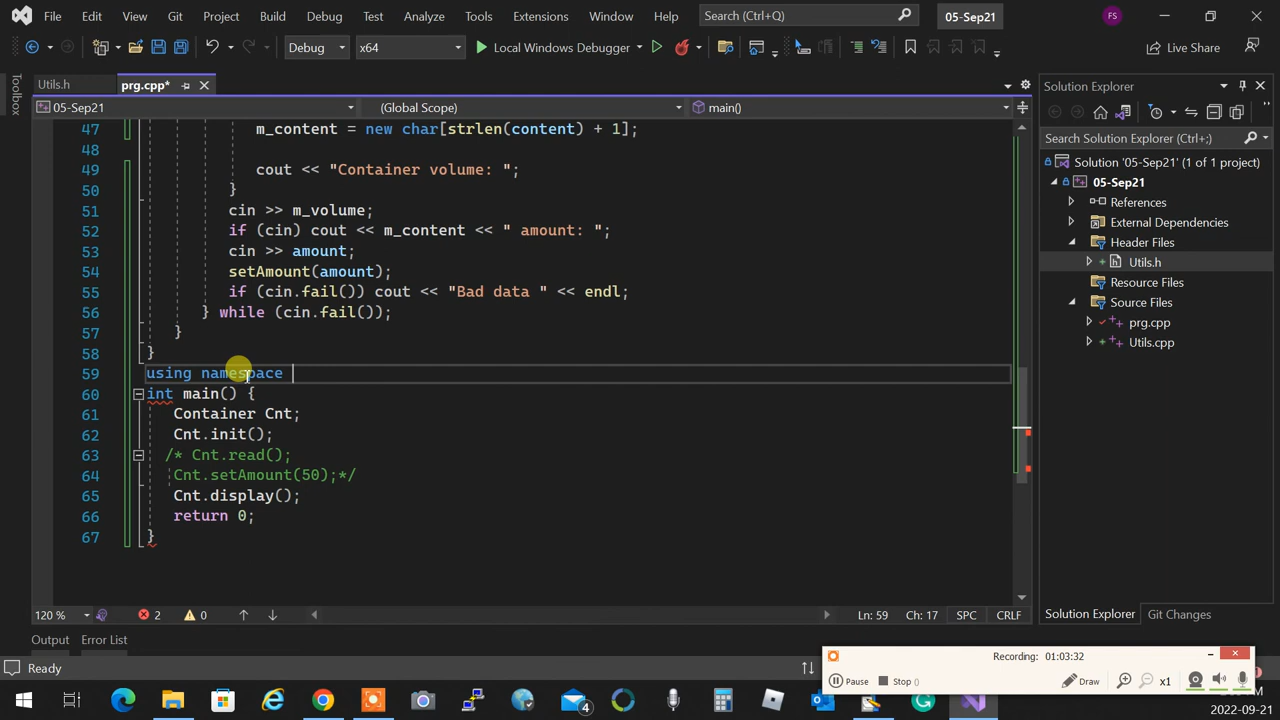 File Edit View Git Project Build Debug Test Analyze Tools Extensions Window Help Search (Ctrl+Q) 05-Sep21 FS
Debug x64 Local Windows Debugger Live Share
Toolbox
Utils.h prg.cpp*
05-Sep21 (Global Scope) main()
47 m_content = new char[strlen(content) + 1];
48
49 cout << "Container volume: ";
50 }
51 cin >> m_volume;
52 if (cin) cout << m_content << " amount: ";
53 cin >> amount;
54 setAmount(amount);
55 if (cin.fail()) cout << "Bad data " << endl;
56 } while (cin.fail());
57 }
58 }
59 using namespace
60 int main() {
61 Container Cnt;
62 Cnt.init();
63 /* Cnt.read();
64 Cnt.setAmount(50);*/
65 Cnt.display();
66 return 0;
67 }
120 % 2 0 Ln: 59 Ch: 17 SPC CRLF
Output Error List
Ready
Solution Explorer
Search Solution Explorer (Ctrl+;)
Solution '05-Sep21' (1 of 1 project)
05-Sep21
References
External Dependencies
Header Files
Utils.h
Resource Files
Source Files
prg.cpp
Utils.cpp
Solution Explorer Git Changes
Recording: 01:03:32
Pause Stop () Draw x1
4
2022-09-21